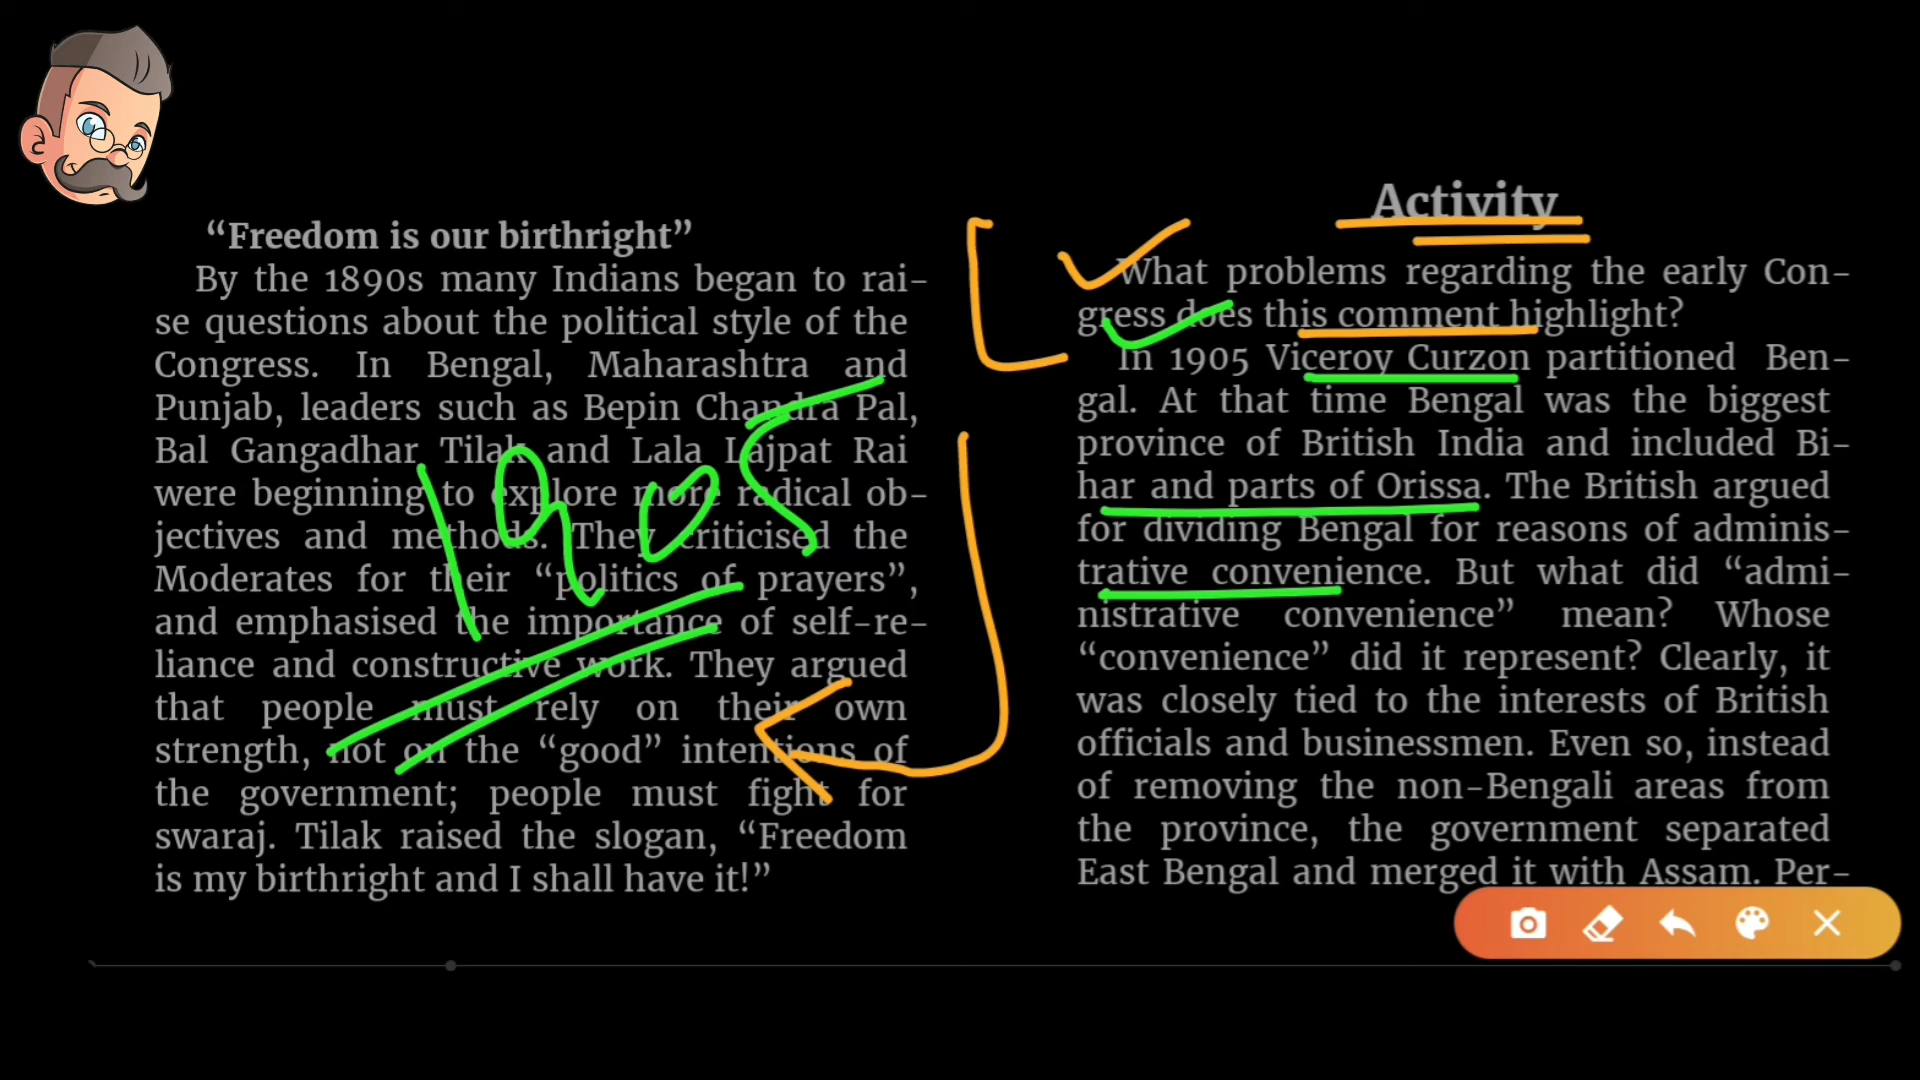 “Freedom is our birthright”
By the 1890s many Indians began to rai-
se questions about the political style of the
Congress. In Bengal, Maharashtra and
Punjab, leaders such as Bepin Chandra Pal,
Bal Gangadhar Tilak and Lala Lajpat Rai
were beginning to explore more radical ob-
jectives and methods. They criticised the
Moderates for their “politics of prayers”,
and emphasised the importance of self-re-
liance and constructive work. They argued
that people must rely on their own
strength, not on the “good” intentions of
the government; people must fight for
swaraj. Tilak raised the slogan, “Freedom
is my birthright and I shall have it!”
1905
Activity
What problems regarding the early Con-
gress does this comment highlight?
In 1905 Viceroy Curzon partitioned Ben-
gal. At that time Bengal was the biggest
province of British India and included Bi-
har and parts of Orissa. The British argued
for dividing Bengal for reasons of adminis-
trative convenience. But what did “admi-
nistrative convenience” mean? Whose
“convenience” did it represent? Clearly, it
was closely tied to the interests of British
officials and businessmen. Even so, instead
of removing the non-Bengali areas from
the province, the government separated
East Bengal and merged it with Assam. Per-